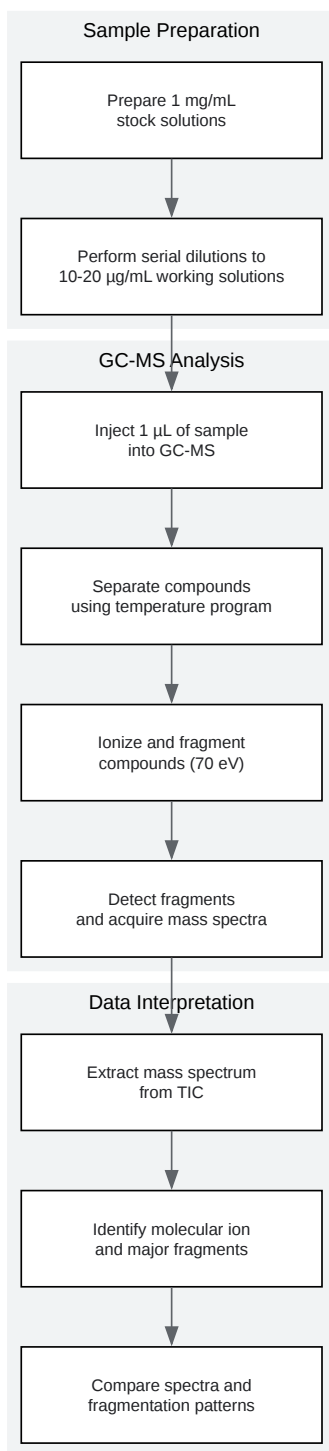 Sample Preparation
Prepare 1 mg/mL
stock solutions
Perform serial dilutions to
10-20 µg/mL working solutions
GC-MS Analysis
Inject 1 µL of sample
into GC-MS
Separate compounds
using temperature program
Ionize and fragment
compounds (70 eV)
Detect fragments
and acquire mass spectra
Data Interpretation
Extract mass spectrum
from TIC
Identify molecular ion
and major fragments
Compare spectra and
fragmentation patterns